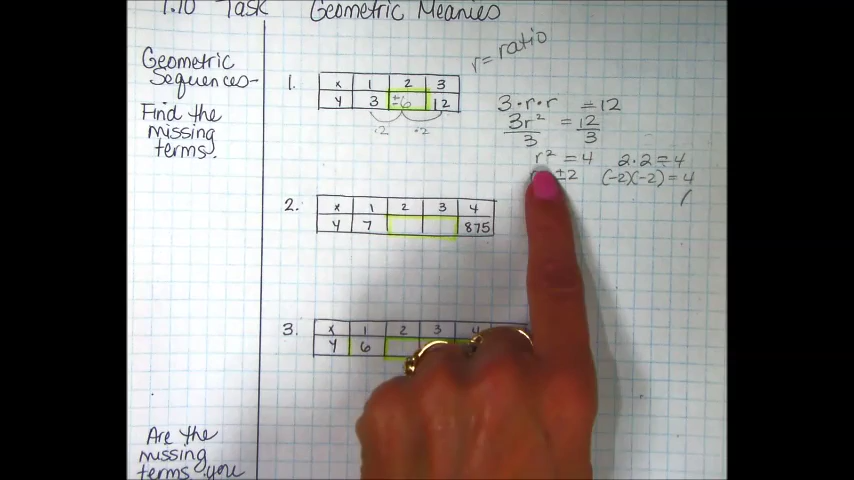 1.10 Task Geometric Meanies
Geometric
Sequences-
Find the
missing
terms.
r = ratio
1.
x 1 2 3
y 3 ±6 12
·2 ·2
3·r·r = 12
3r² = 12
3 3
r² = 4 2·2 = 4
±2 (-2)(-2) = 4
(
2.
x 1 2 3 4
y 7 875
3.
x 1 2 3 4
y 6
Are the
missing
terms you